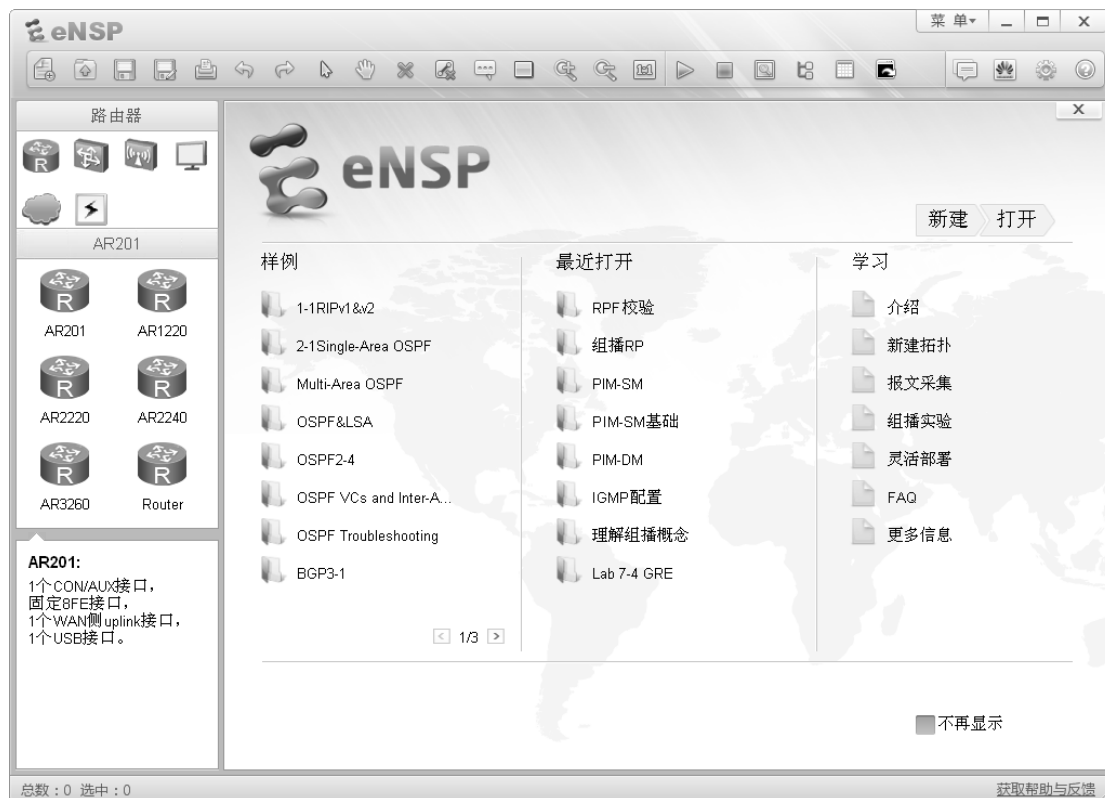 eNSP
菜 单
路由器
AR201
R
R
AR201
AR1220
R
R
AR2220
AR2240
R
R
AR3260
Router
R
AR201:
1个CON/AUX接口,
固定8FE接口,
1个WAN侧uplink接口,
1个USB接口。
eNSP
新建
打开
样例
1-1RIPv1&v2
2-1Single-Area OSPF
Multi-Area OSPF
OSPF&LSA
OSPF2-4
OSPF VCs and Inter-A...
OSPF Troubleshooting
BGP3-1
1/3
最近打开
RPF校验
组播RP
PIM-SM
PIM-SM基础
PIM-DM
IGMP配置
理解组播概念
Lab 7-4 GRE
学习
介绍
新建拓扑
报文采集
组播实验
灵活部署
FAQ
更多信息
不再显示
总数：0 选中：0
获取帮助与反馈